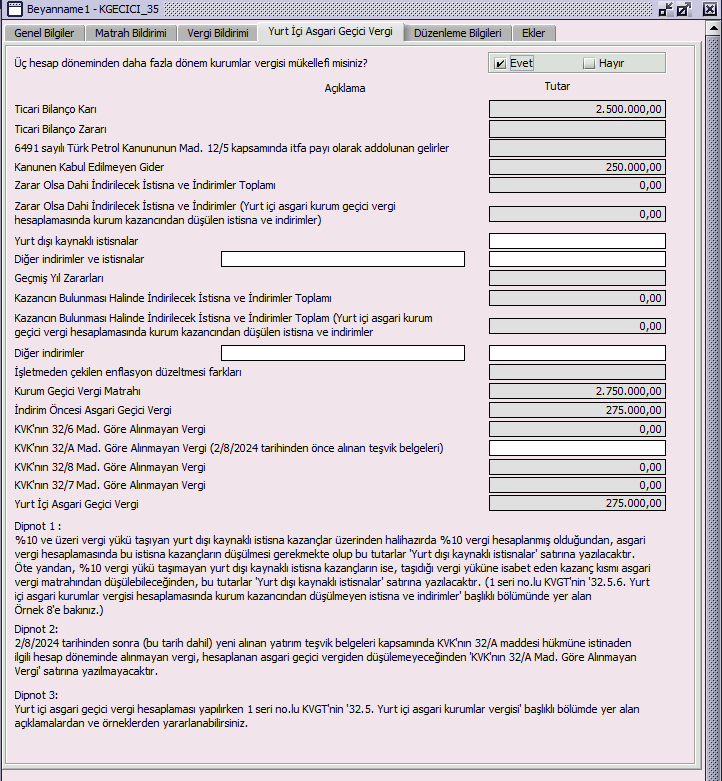 Beyanname1 - KGECICI_35
Genel Bilgiler Matrah Bildirimi Vergi Bildirimi Yurt İçi Asgari Geçici Vergi Düzenleme Bilgileri Ekler
Üç hesap döneminden daha fazla dönem kurumlar vergisi mükellefi misiniz? Evet Hayır
Açıklama Tutar
Ticari Bilanço Karı 2.500.000,00
Ticari Bilanço Zararı
6491 sayılı Türk Petrol Kanununun Mad. 12/5 kapsamında itfa payı olarak addolunan gelirler
Kanunen Kabul Edilmeyen Gider 250.000,00
Zarar Olsa Dahi İndirilecek İstisna ve İndirimler Toplamı 0,00
Zarar Olsa Dahi İndirilecek İstisna ve İndirimler (Yurt içi asgari kurum geçici vergi
hesaplamasında kurum kazancından düşülen istisna ve indirimler) 0,00
Yurt dışı kaynaklı istisnalar
Diğer indirimler ve istisnalar
Geçmiş Yıl Zararları
Kazancın Bulunması Halinde İndirilecek İstisna ve İndirimler Toplamı 0,00
Kazancın Bulunması Halinde İndirilecek İstisna ve İndirimler Toplam (Yurt içi asgari kurum
geçici vergi hesaplamasında kurum kazancından düşülen istisna ve indirimler 0,00
Diğer indirimler
İşletmeden çekilen enflasyon düzeltmesi farkları
Kurum Geçici Vergi Matrahı 2.750.000,00
İndirim Öncesi Asgari Geçici Vergi 275.000,00
KVK'nın 32/6 Mad. Göre Alınmayan Vergi 0,00
KVK'nın 32/A Mad. Göre Alınmayan Vergi (2/8/2024 tarihinden önce alınan teşvik belgeleri)
KVK'nın 32/8 Mad. Göre Alınmayan Vergi 0,00
KVK'nın 32/7 Mad. Göre Alınmayan Vergi 0,00
Yurt İçi Asgari Geçici Vergi 275.000,00
Dipnot 1 :
%10 ve üzeri vergi yükü taşıyan yurt dışı kaynaklı istisna kazançlar üzerinden halihazırda %10 vergi hesaplanmış olduğundan, asgari
vergi hesaplamasında bu istisna kazançların düşülmesi gerekmekte olup bu tutarlar 'Yurt dışı kaynaklı istisnalar' satırına yazılacaktır.
Öte yandan, %10 vergi yükü taşımayan yurt dışı kaynaklı istisna kazançların ise, taşıdığı vergi yüküne isabet eden kazanç kısmı asgari
vergi matrahından düşülebileceğinden, bu tutarlar 'Yurt dışı kaynaklı istisnalar' satırına yazılacaktır. (1 seri no.lu KVGT'nin '32.5.6. Yurt
içi asgari kurumlar vergisi hesaplamasında kurum kazancından düşülmeyen istisna ve indirimler' başlıklı bölümünde yer alan
Örnek 8'e bakınız.)
Dipnot 2:
2/8/2024 tarihinden sonra (bu tarih dahil) yeni alınan yatırım teşvik belgeleri kapsamında KVK'nın 32/A maddesi hükmüne istinaden
ilgili hesap döneminde alınmayan vergi, hesaplanan asgari geçici vergiden düşülemeyeceğinden 'KVK'nın 32/A Mad. Göre Alınmayan
Vergi' satırına yazılmayacaktır.
Dipnot 3:
Yurt içi asgari geçici vergi hesaplaması yapılırken 1 seri no.lu KVGT'nin '32.5. Yurt içi asgari kurumlar vergisi' başlıklı bölümde yer alan
açıklamalardan ve örneklerden yararlanabilirsiniz.